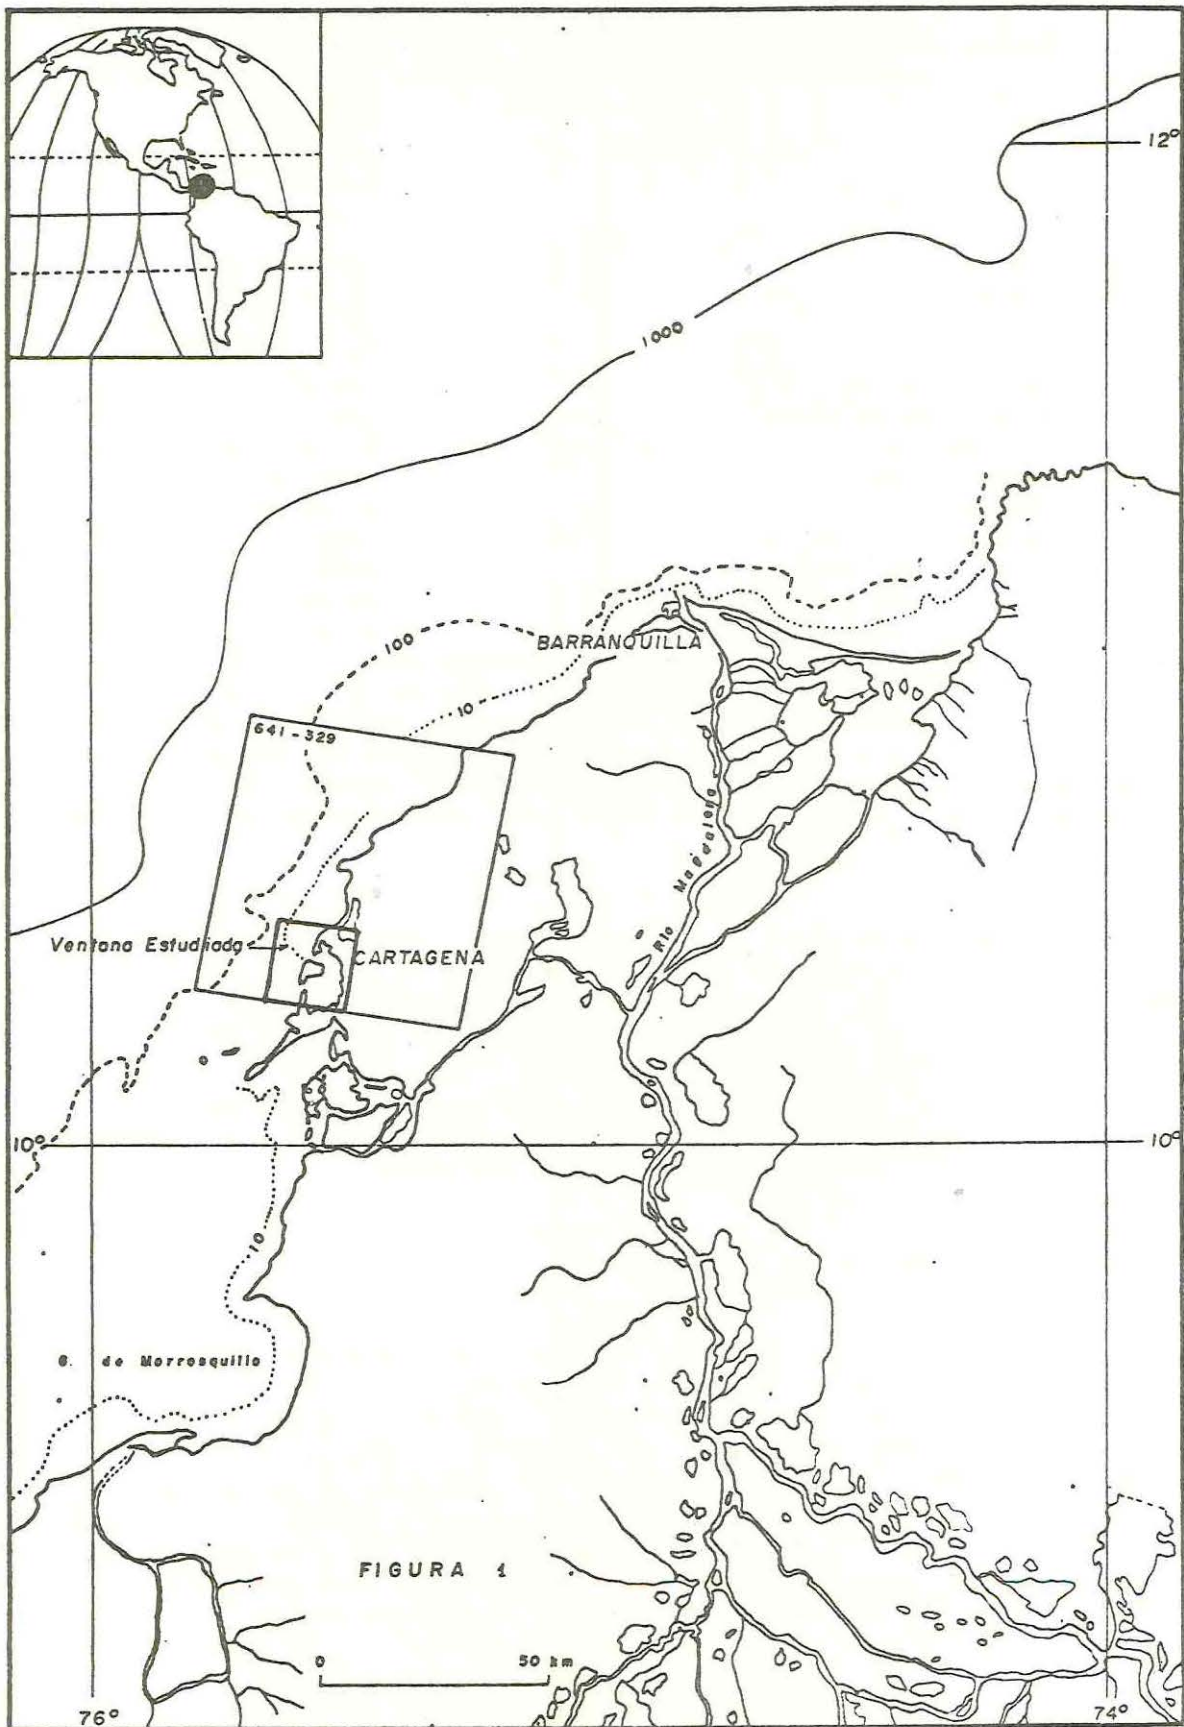 12°
1000
BARRANQUILLA
100
10
641-329
Magdalena
Rio
Ventana Estudiada
CARTAGENA
10°
10°
10
G. de Morrosquillo
FIGURA 1
0 50 km
76°
74°